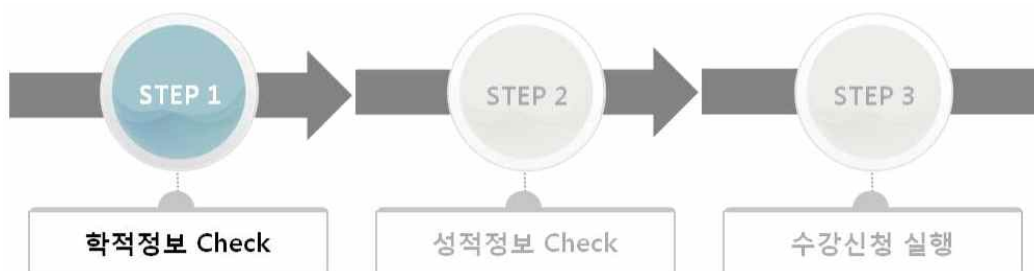 STEP 1
STEP 2
STEP 3
학적정보 Check
성적정보 Check
수강신청 실행